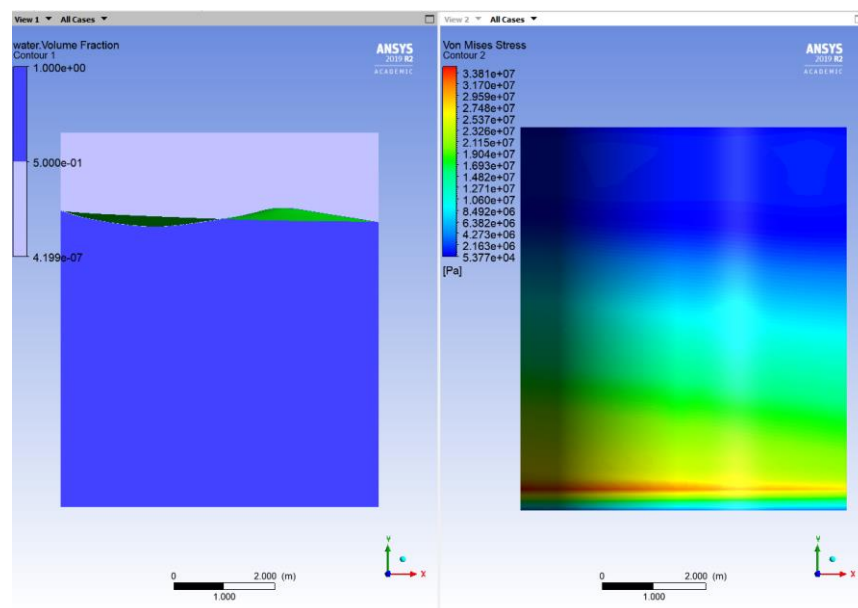 View 1 ▼ All Cases ▼
water.Volume Fraction
Contour 1
1.000e+00
5.000e-01
4.199e-07
ANSYS
2019 R2
ACADEMIC
Y
X
0 2.000 (m)
1.000
View 2 ▼ All Cases ▼
Von Mises Stress
Contour 2
3.381e+07
3.170e+07
2.959e+07
2.748e+07
2.537e+07
2.326e+07
2.115e+07
1.904e+07
1.693e+07
1.482e+07
1.271e+07
1.060e+07
8.492e+06
6.382e+06
4.273e+06
2.163e+06
5.377e+04
[Pa]
ANSYS
2019 R2
ACADEMIC
Y
X
0 2.000 (m)
1.000